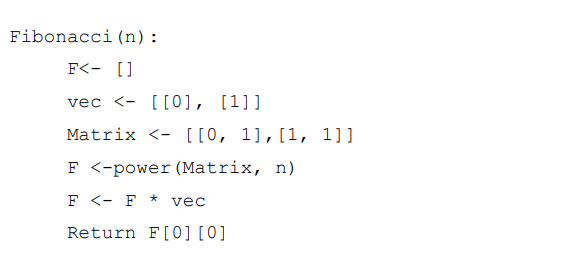 Fibonacci(n):
F<- []
vec <- [[0], [1]]
Matrix <- [[0, 1],[1, 1]]
F <-power(Matrix, n)
F <- F * vec
Return F[0][0]